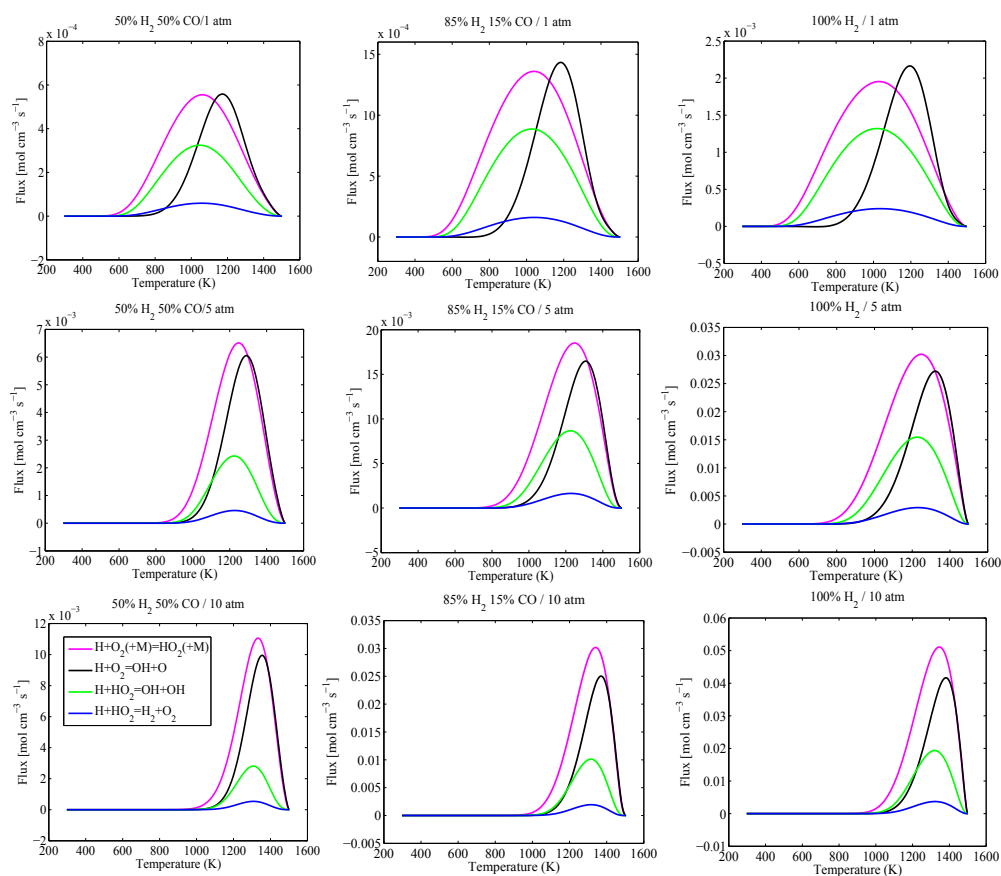 50% H₂ 50% CO/1 atm
x 10⁻⁴
8
6
4
2
0
−2
Flux [mol cm⁻³ s⁻¹]
200 400 600 800 1000 1200 1400 1600
Temperature (K)
85% H₂ 15% CO / 1 atm
x 10⁻⁴
15
10
5
0
Flux [mol cm⁻³ s⁻¹]
200 400 600 800 1000 1200 1400 1600
Temperature (K)
100% H₂ / 1 atm
x 10⁻³
2.5
2.0
1.5
1.0
0.5
0
−0.5
Flux [mol cm⁻³ s⁻¹]
200 400 600 800 1000 1200 1400 1600
Temperature (K)
50% H₂ 50% CO/5 atm
x 10⁻³
7
6
5
4
3
2
1
0
−1
Flux [mol cm⁻³ s⁻¹]
200 400 600 800 1000 1200 1400 1600
Temperature (K)
85% H₂ 15% CO / 5 atm
x 10⁻³
20
15
10
5
0
−5
Flux [mol cm⁻³ s⁻¹]
200 400 600 800 1000 1200 1400 1600
Temperature (K)
100% H₂ / 5 atm
0.035
0.03
0.025
0.02
0.015
0.01
0.005
0
−0.005
Flux [mol cm⁻³ s⁻¹]
200 400 600 800 1000 1200 1400 1600
Temperature (K)
50% H₂ 50% CO / 10 atm
x 10⁻³
12
10
8
6
4
2
0
−2
Flux [mol cm⁻³ s⁻¹]
H+O₂(+M)=HO₂(+M)
H+O₂=OH+O
H+HO₂=OH+OH
H+HO₂=H₂+O₂
200 400 600 800 1000 1200 1400 1600
Temperature (K)
85% H₂ 15% CO / 10 atm
0.035
0.03
0.025
0.02
0.015
0.01
0.005
0
−0.005
Flux [mol cm⁻³ s⁻¹]
200 400 600 800 1000 1200 1400 1600
Temperature (K)
100% H₂ / 10 atm
0.06
0.05
0.04
0.03
0.02
0.01
0
−0.01
Flux [mol cm⁻³ s⁻¹]
200 400 600 800 1000 1200 1400 1600
Temperature (K)